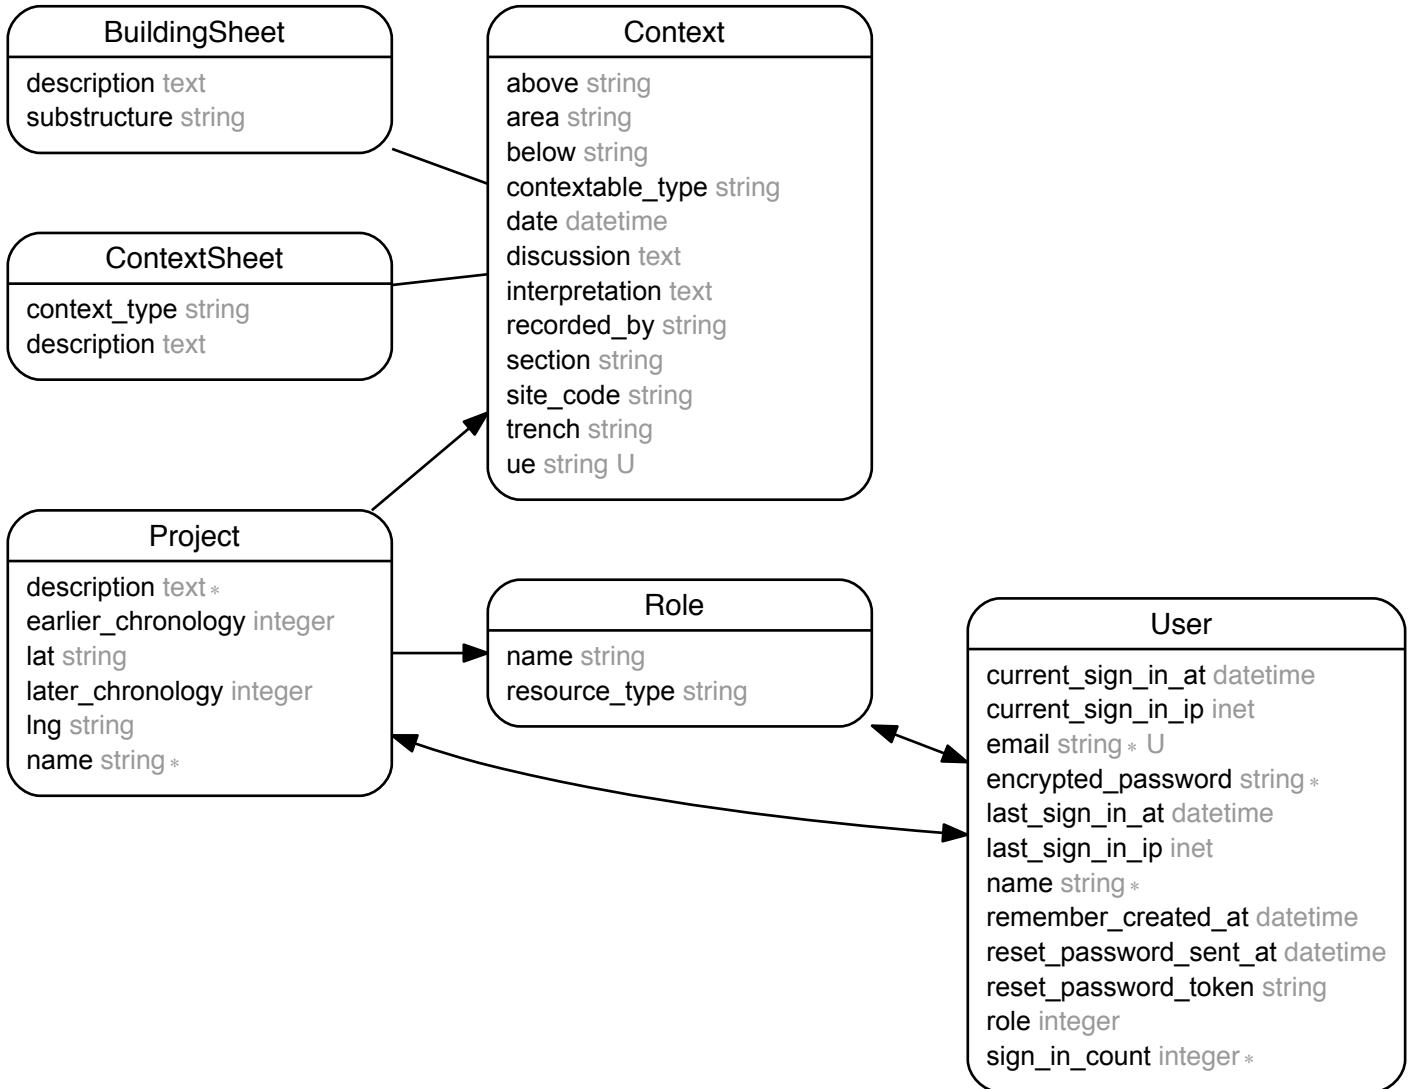 BuildingSheet
description text
substructure string
ContextSheet
context_type string
description text
Context
above string
area string
below string
contextable_type string
date datetime
discussion text
interpretation text
recorded_by string
section string
site_code string
trench string
ue string U
Project
description text *
earlier_chronology integer
lat string
later_chronology integer
lng string
name string *
Role
name string
resource_type string
User
current_sign_in_at datetime
current_sign_in_ip inet
email string * U
encrypted_password string *
last_sign_in_at datetime
last_sign_in_ip inet
name string *
remember_created_at datetime
reset_password_sent_at datetime
reset_password_token string
role integer
sign_in_count integer *